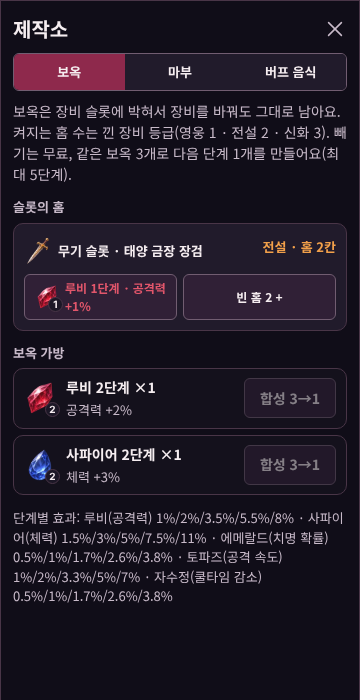 제작소
보옥
마부
버프 음식
보옥은 장비 슬롯에 박혀서 장비를 바꿔도 그대로 남아요.
켜지는 홈 수는 낀 장비 등급(영웅 1 · 전설 2 · 신화 3). 빼
기는 무료, 같은 보옥 3개로 다음 단계 1개를 만들어요(최
대 5단계).
슬롯의 홈
무기 슬롯 · 태양 금장 장검
전설 · 홈 2칸
1
루비 1단계 · 공격력
+1%
빈 홈 2 +
보옥 가방
2
루비 2단계 ×1
공격력 +2%
합성 3→1
2
사파이어 2단계 ×1
체력 +3%
합성 3→1
단계별 효과: 루비(공격력) 1%/2%/3.5%/5.5%/8% · 사파이
어(체력) 1.5%/3%/5%/7.5%/11% · 에메랄드(치명 확률)
0.5%/1%/1.7%/2.6%/3.8% · 토파즈(공격 속도)
1%/2%/3.3%/5%/7% · 자수정(쿨타임 감소)
0.5%/1%/1.7%/2.6%/3.8%